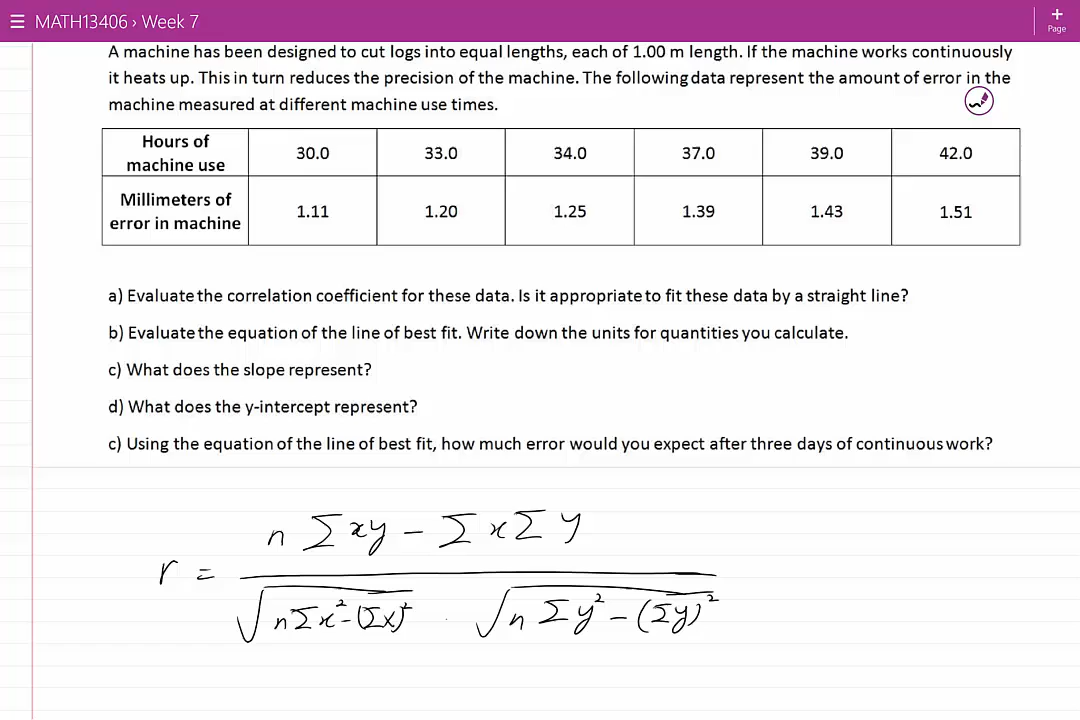 ☰ MATH13406 › Week 7
+
Page
A machine has been designed to cut logs into equal lengths, each of 1.00 m length. If the machine works continuously
it heats up. This in turn reduces the precision of the machine. The following data represent the amount of error in the
machine measured at different machine use times.
Hours of
machine use
30.0 33.0 34.0 37.0 39.0 42.0
Millimeters of
error in machine
1.11 1.20 1.25 1.39 1.43 1.51
a) Evaluate the correlation coefficient for these data. Is it appropriate to fit these data by a straight line?
b) Evaluate the equation of the line of best fit. Write down the units for quantities you calculate.
c) What does the slope represent?
d) What does the y-intercept represent?
c) Using the equation of the line of best fit, how much error would you expect after three days of continuous work?
n Σxy - ΣxΣy
r =
√nΣx²-(Σx)² · √nΣy²-(Σy)²